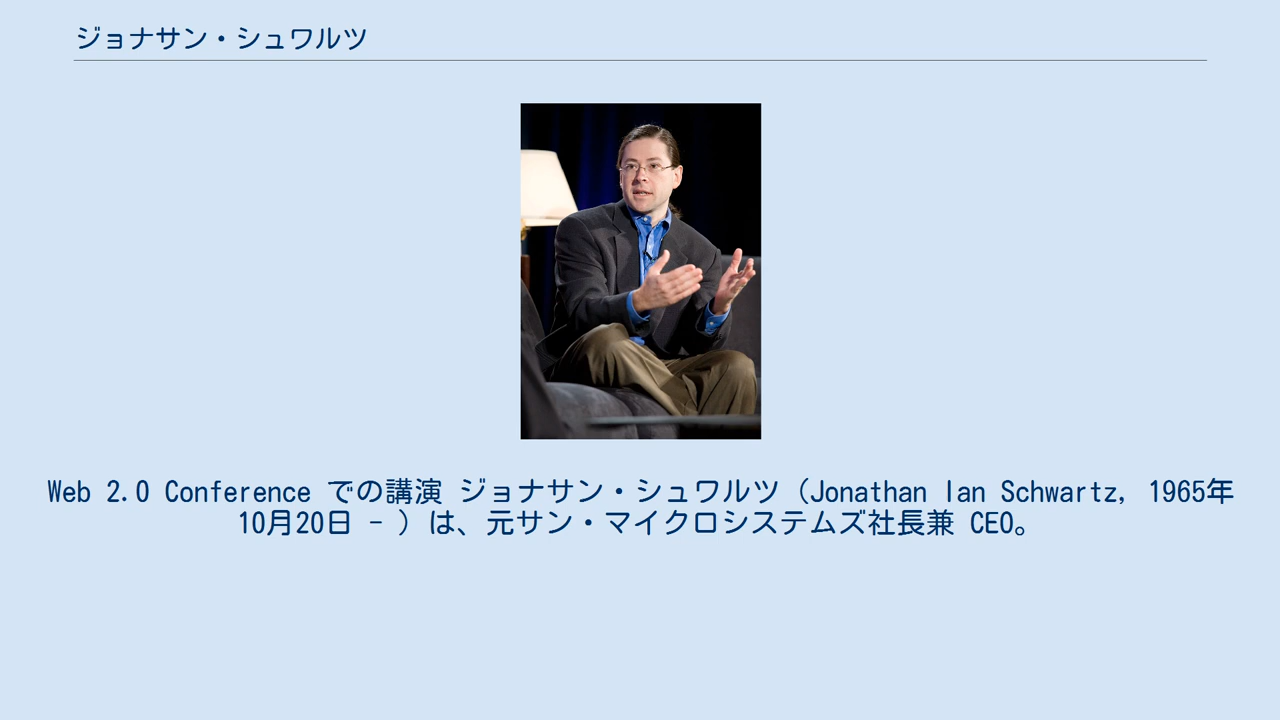 ジョナサン・シュワルツ
Web 2.0 Conference での講演 ジョナサン・シュワルツ（Jonathan Ian Schwartz, 1965年
10月20日 - ）は、元サン・マイクロシステムズ社長兼 CEO。